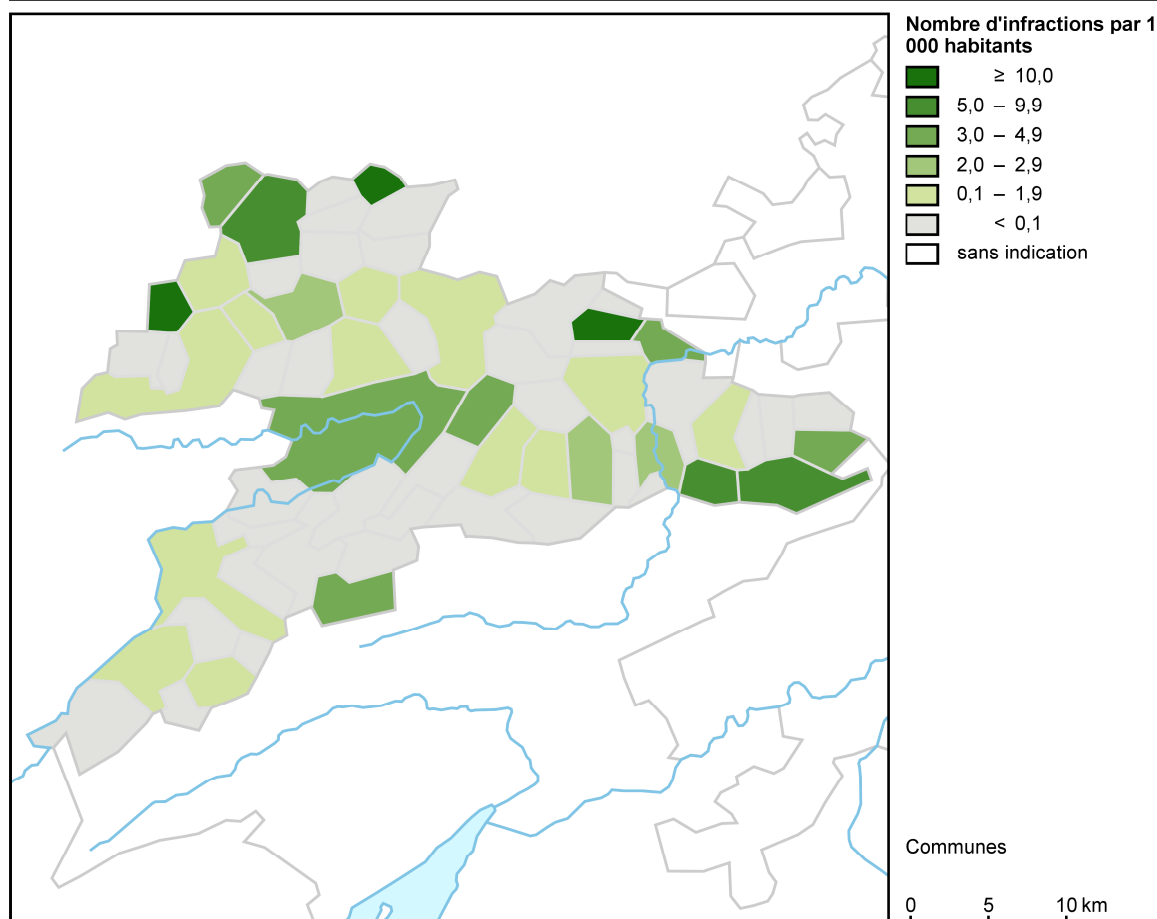 Nombre d'infractions par 1
000 habitants
≥ 10,0
5,0 – 9,9
3,0 – 4,9
2,0 – 2,9
0,1 – 1,9
< 0,1
sans indication
Communes
0 5 10 km